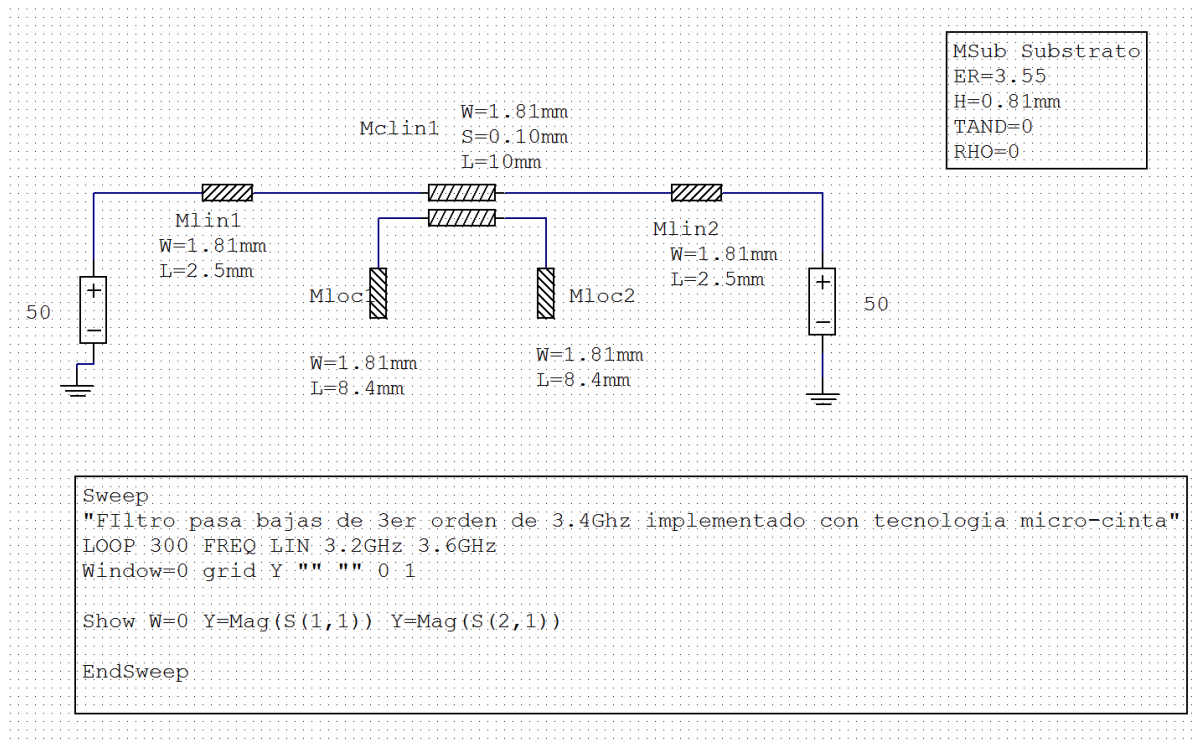 MSub Substrato
ER=3.55
H=0.81mm
TAND=0
RHO=0
Mclin1
W=1.81mm
S=0.10mm
L=10mm
Mlin1
W=1.81mm
L=2.5mm
Mlin2
W=1.81mm
L=2.5mm
50
+
−
Mloc1
Mloc2
+
−
50
W=1.81mm
L=8.4mm
W=1.81mm
L=8.4mm
Sweep
"FIltro pasa bajas de 3er orden de 3.4Ghz implementado con tecnologia micro-cinta"
LOOP 300 FREQ LIN 3.2GHz 3.6GHz
Window=0 grid Y "" "" 0 1
Show W=0 Y=Mag(S(1,1)) Y=Mag(S(2,1))
EndSweep